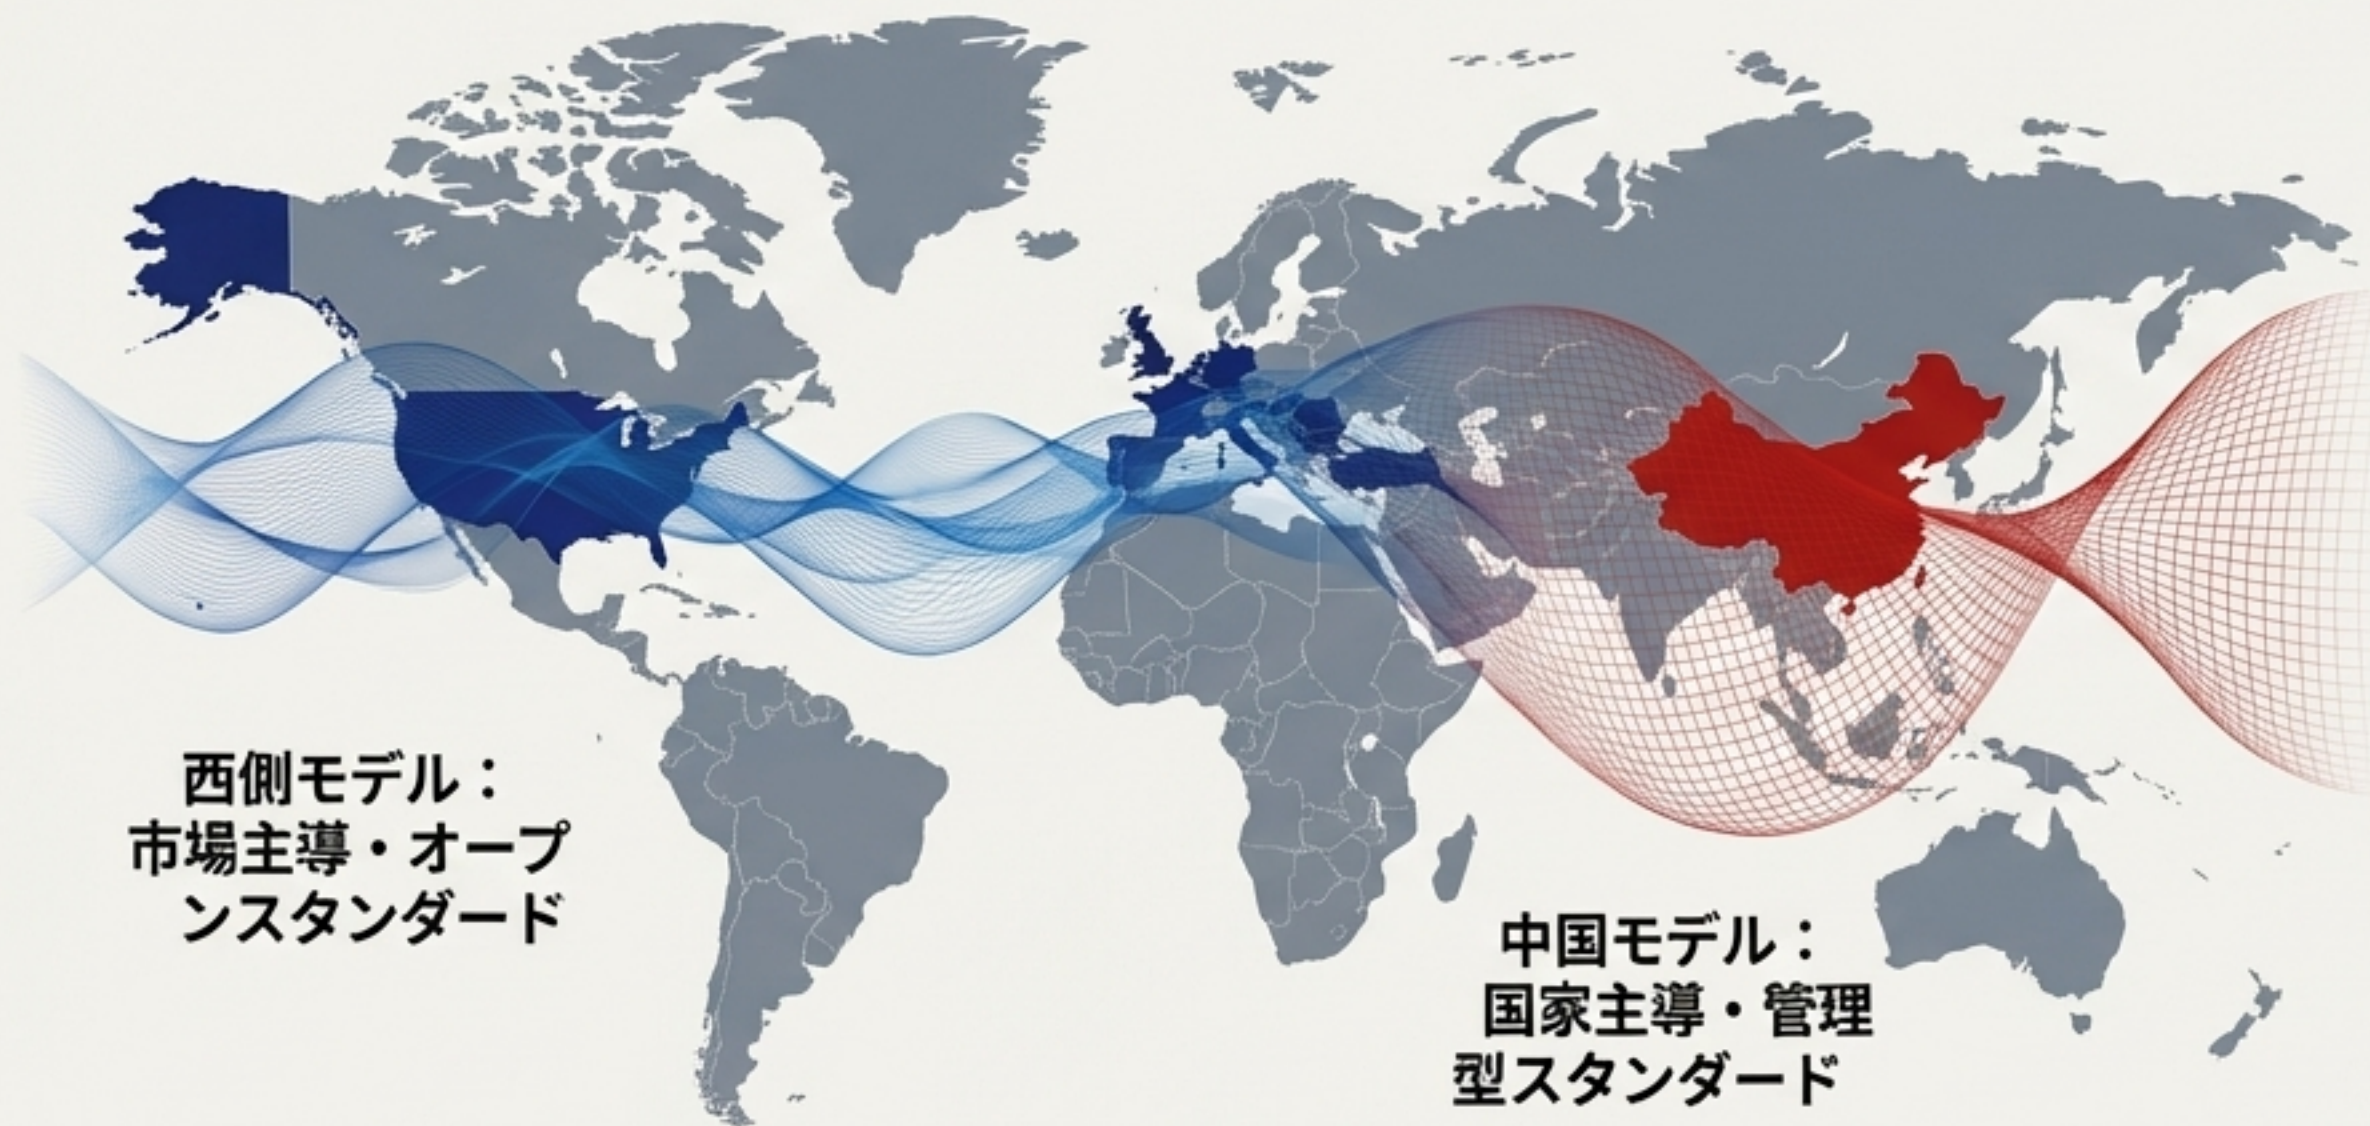 西側モデル：
市場主導・オープ
ンスタンダード
中国モデル：
国家主導・管理
型スタンダード